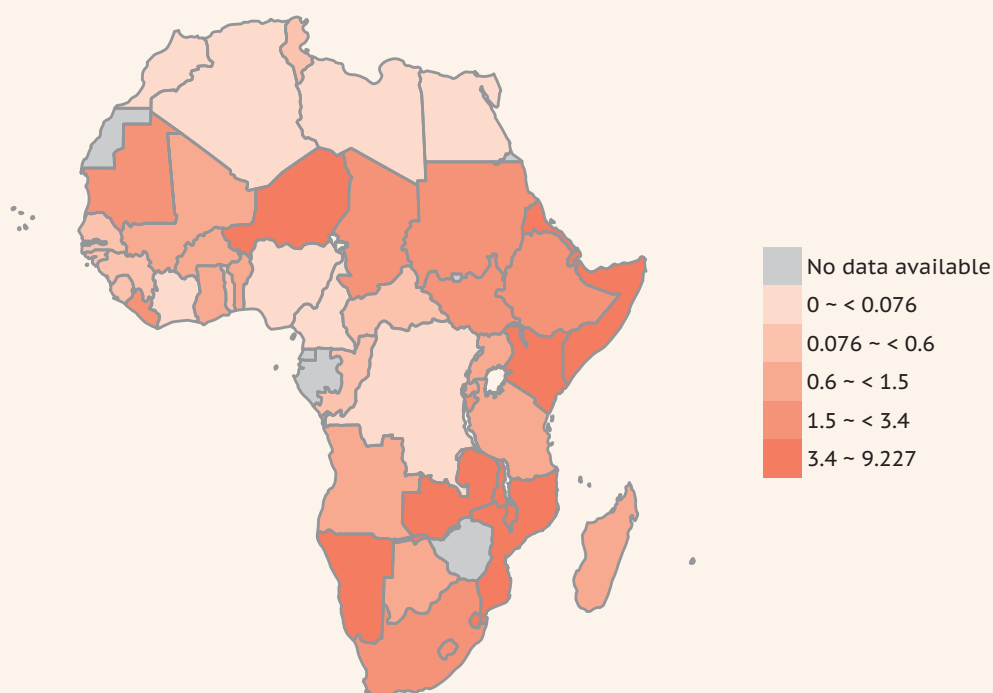 No data available
0 ~ < 0.076
0.076 ~ < 0.6
0.6 ~ < 1.5
1.5 ~ < 3.4
3.4 ~ 9.227